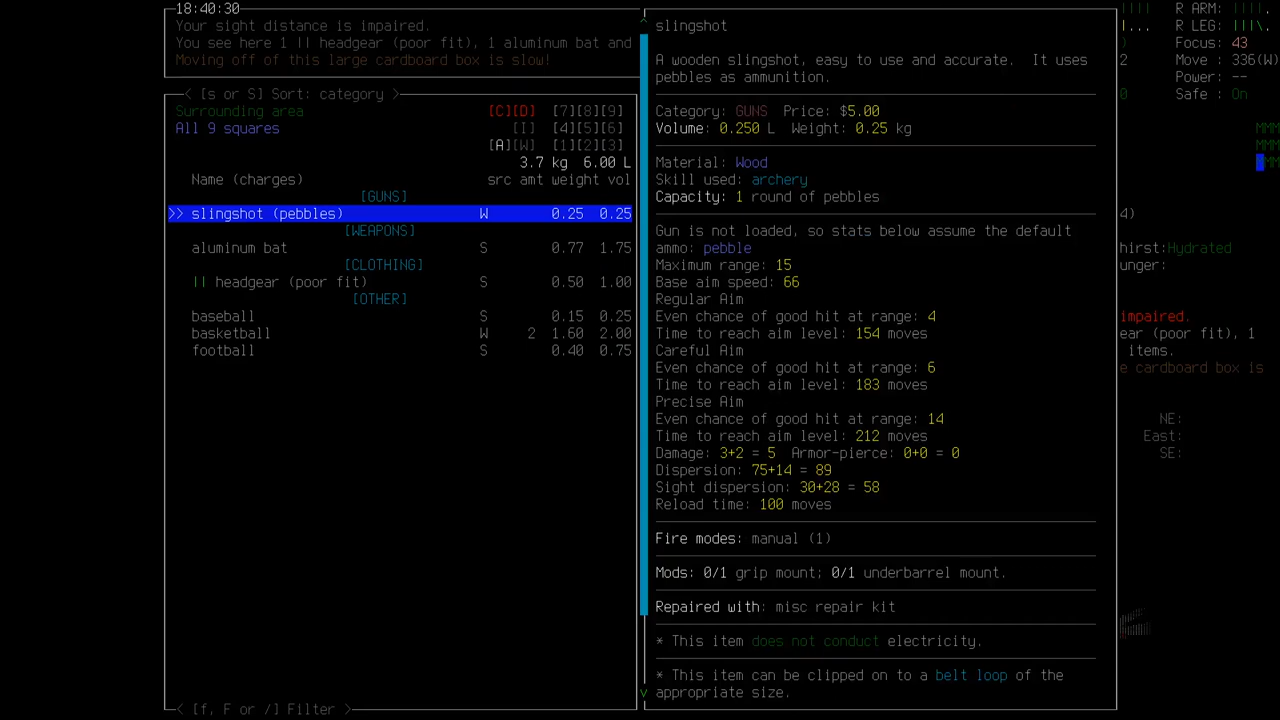 18:40:30
Your sight distance is impaired.
You see here 1 || headgear (poor fit), 1 aluminum bat and
Moving off of this large cardboard box is slow!
< [s or S] Sort: category >
Surrounding area [C][D] [7][8][9]
All 9 squares [I] [4][5][6]
[A][W] [1][2][3]
3.7 kg 6.00 L
Name (charges) src amt weight vol
[GUNS]
>> slingshot (pebbles) W 0.25 0.25
[WEAPONS]
aluminum bat S 0.77 1.75
[CLOTHING]
|| headgear (poor fit) S 0.50 1.00
[OTHER]
baseball S 0.15 0.25
basketball W 2 1.60 2.00
football S 0.40 0.75
< [f, F or /] Filter >
slingshot
A wooden slingshot, easy to use and accurate. It uses
pebbles as ammunition.
Category: GUNS Price: $5.00
Volume: 0.250 L Weight: 0.25 kg
Material: Wood
Skill used: archery
Capacity: 1 round of pebbles
Gun is not loaded, so stats below assume the default
ammo: pebble
Maximum range: 15
Base aim speed: 66
Regular Aim
Even chance of good hit at range: 4
Time to reach aim level: 154 moves
Careful Aim
Even chance of good hit at range: 6
Time to reach aim level: 183 moves
Precise Aim
Even chance of good hit at range: 14
Time to reach aim level: 212 moves
Damage: 3+2 = 5 Armor-pierce: 0+0 = 0
Dispersion: 75+14 = 89
Sight dispersion: 30+28 = 58
Reload time: 100 moves
Fire modes: manual (1)
Mods: 0/1 grip mount; 0/1 underbarrel mount.
Repaired with: misc repair kit
* This item does not conduct electricity.
* This item can be clipped on to a belt loop of the
appropriate size.
R ARM: ||||.
|... R LEG: |||\.
Focus: 43
2 Move : 336(W)
Power: --
0 Safe : On
MMM
MMM
MM
4)
hirst:Hydrated
unger:
impaired.
ear (poor fit), 1
items.
e cardboard box is
NE:
East:
SE: